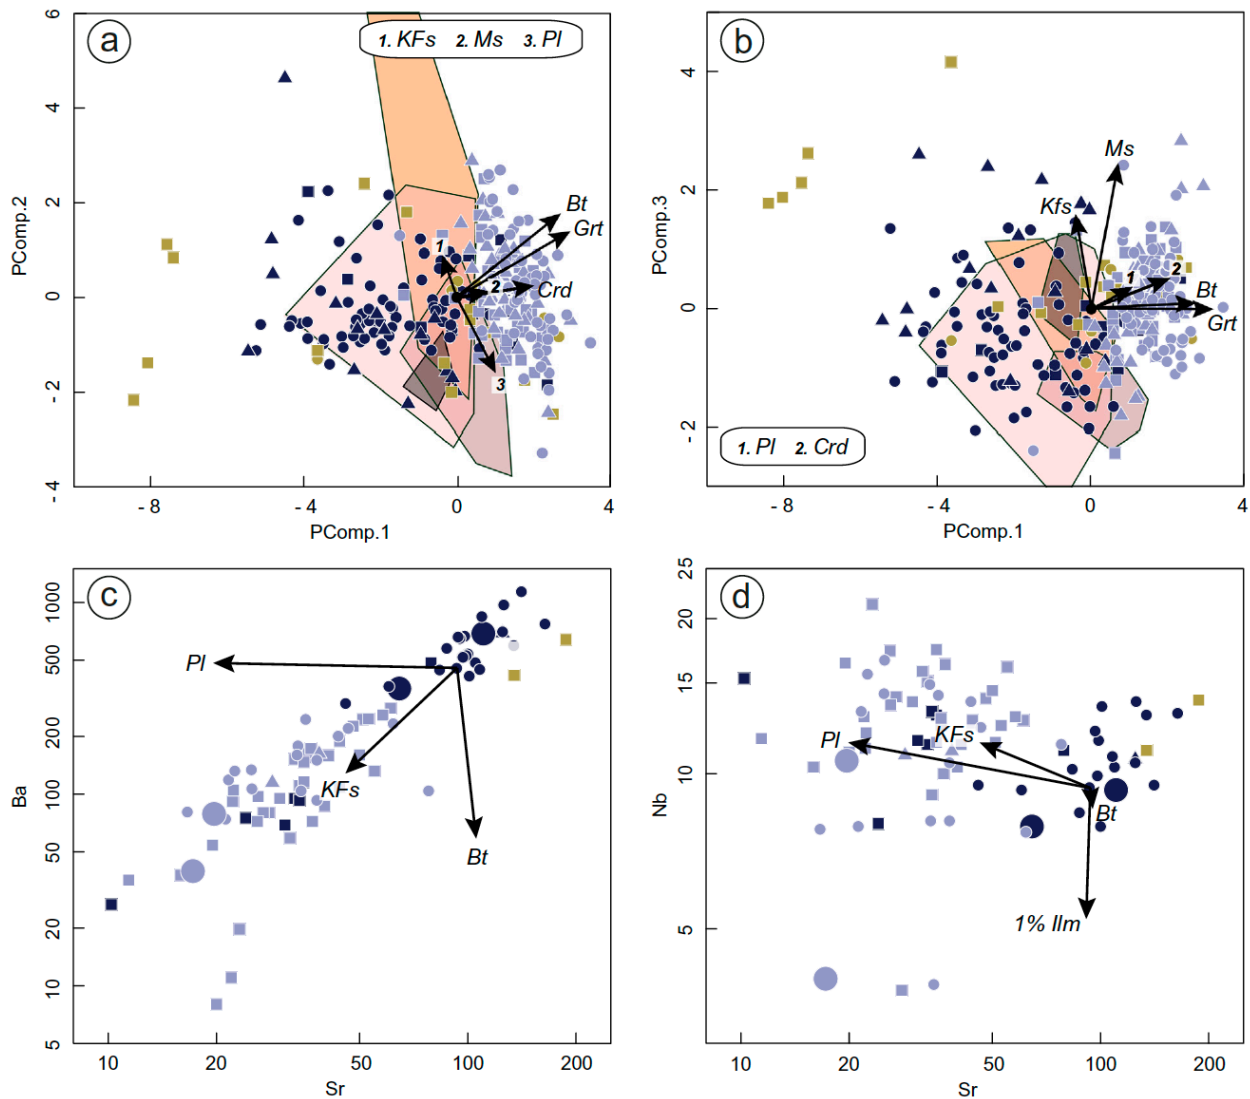 a
1. KFs 2. Ms 3. Pl
6
4
2
0
- 2
- 4
PComp.2
Bt
Grt
Crd
1
2
3
- 8
- 4
0
4
PComp.1
b
4
2
0
- 2
PComp.3
Ms
Kfs
1
2
Bt
Grt
1. Pl 2. Crd
- 8
- 4
0
4
PComp.1
c
1000
500
200
100
50
20
10
5
Ba
Pl
KFs
Bt
10
20
50
100
200
Sr
d
25
20
15
10
5
Nb
Pl
KFs
Bt
1% Ilm
10
20
50
100
200
Sr